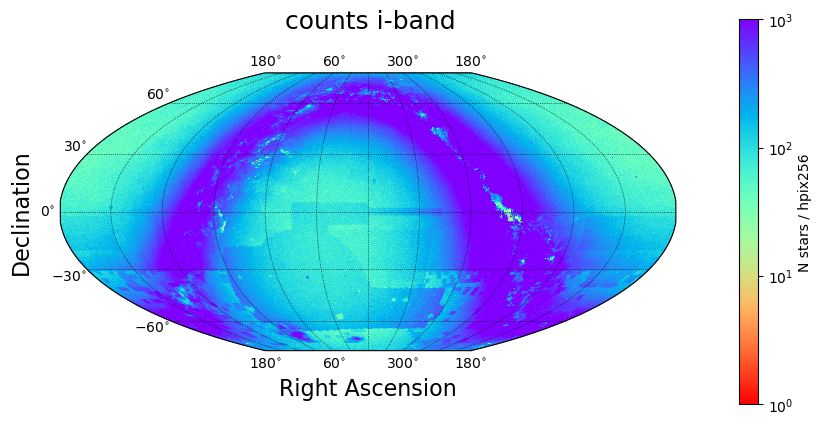 counts i-band
180° 60° 300° 180°
60°
30°
0°
−30°
−60°
Declination
180° 60° 300° 180°
Right Ascension
10³
10²
10¹
10⁰
N stars / hpix256